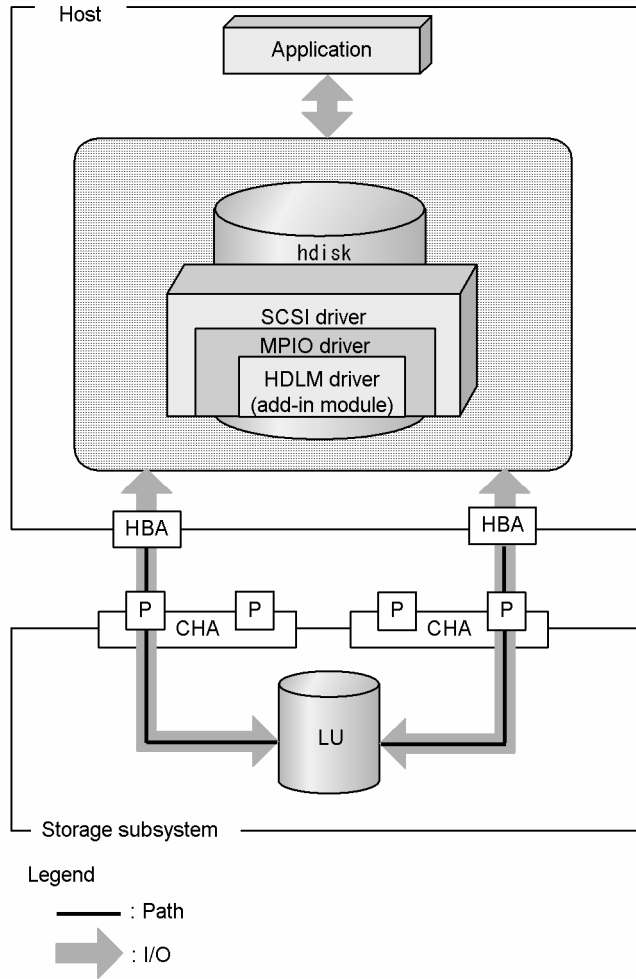 Host
Application
hdisk
SCSI driver
MPIO driver
HDLM driver
(add-in module)
HBA
HBA
P
P
P
P
CHA
CHA
LU
Storage subsystem
Legend
: Path
: I/O